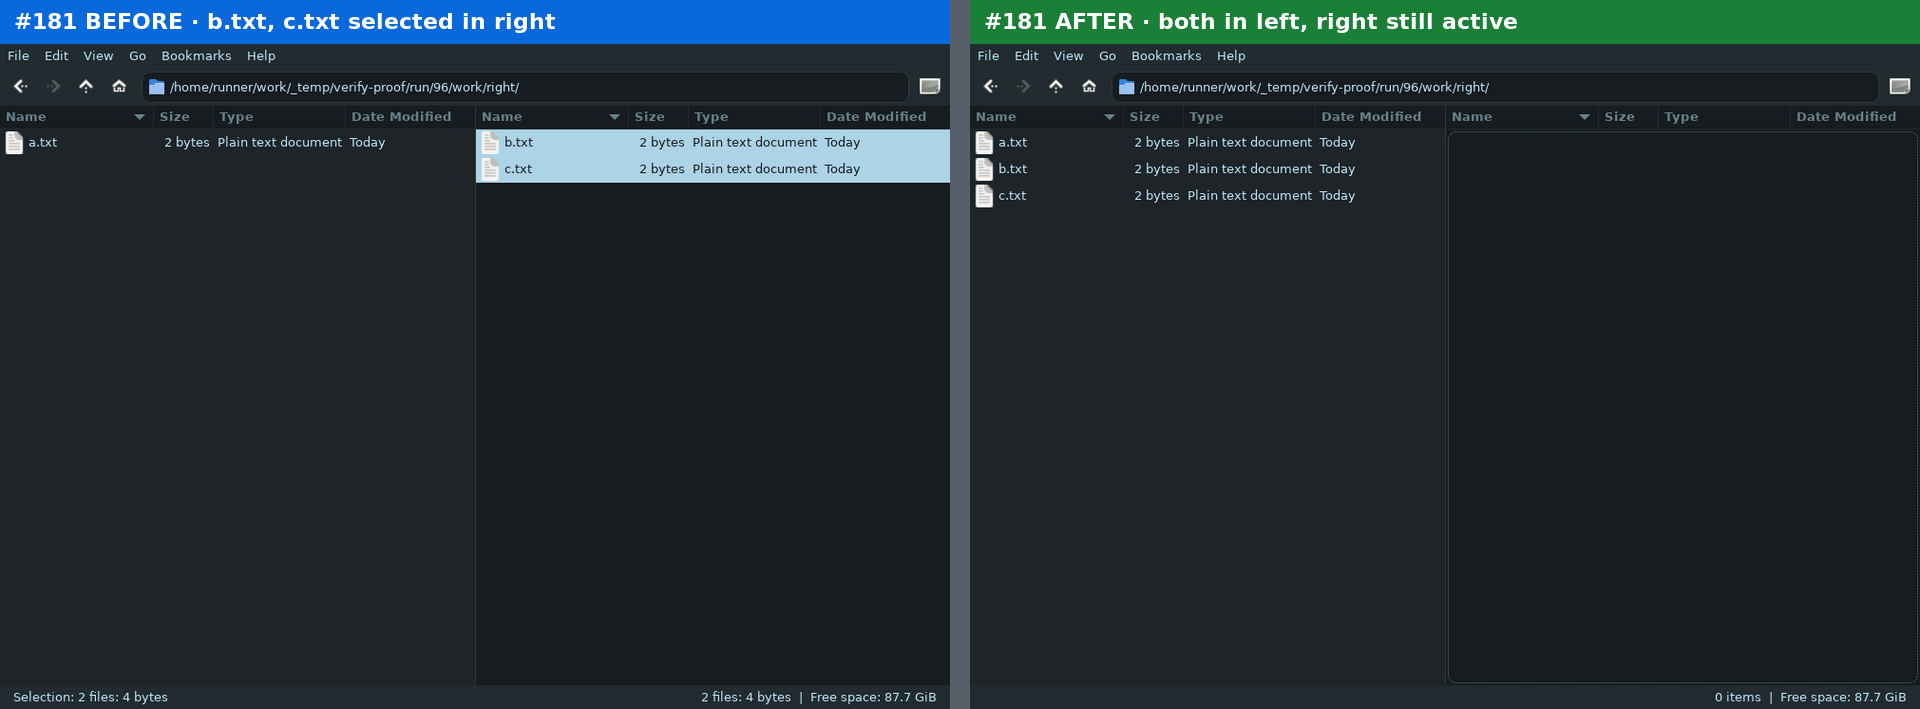 #181 BEFORE · b.txt, c.txt selected in right
File Edit View Go Bookmarks Help
/home/runner/work/_temp/verify-proof/run/96/work/right/
Name Size Type Date Modified Name Size Type Date Modified
a.txt 2 bytes Plain text document Today b.txt 2 bytes Plain text document Today
c.txt 2 bytes Plain text document Today
Selection: 2 files: 4 bytes 2 files: 4 bytes | Free space: 87.7 GiB
#181 AFTER · both in left, right still active
File Edit View Go Bookmarks Help
/home/runner/work/_temp/verify-proof/run/96/work/right/
Name Size Type Date Modified Name Size Type Date Modified
a.txt 2 bytes Plain text document Today
b.txt 2 bytes Plain text document Today
c.txt 2 bytes Plain text document Today
0 items | Free space: 87.7 GiB